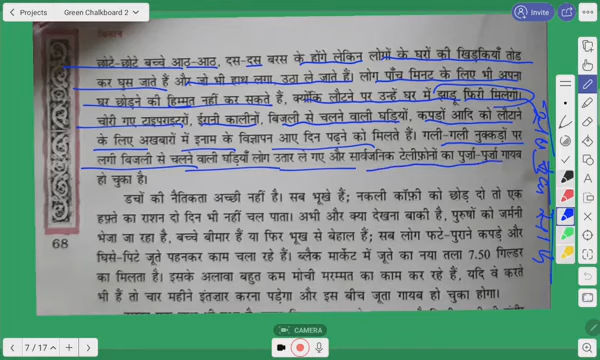 Projects
Green Chalkboard 2
Invite
छोटे-छोटे बच्चे आठ-आठ, दस-दस बरस के होंगे लेकिन लोगों के घरों की खिड़कियाँ तोड़
कर घुस जाते हैं और जो भी हाथ लगा, उठा ले जाते हैं। लोग पाँच मिनट के लिए भी अपना
घर छोड़ने की हिम्मत नहीं कर सकते हैं, क्योंकि लौटने पर उन्हें घर में झाड़ू फिरी मिलेगी।
चोरी गए टाइपराइटरों, ईरानी कालीनों, बिजली से चलने वाली घड़ियों, कपड़ों आदि को लौटाने
के लिए अखबारों में इनाम के विज्ञापन आए दिन पढ़ने को मिलते हैं। गली-गली नुक्कड़ों पर
लगी बिजली से चलने वाली घड़ियाँ लोग उतार ले गए और सार्वजनिक टेलीफ़ोनों का पुर्जा-पुर्जा गायब
हो चुका है।
डचों की नैतिकता अच्छी नहीं है। सब भूखे हैं; नकली कॉफ़ी को छोड़ दो तो एक
हफ़्ते का राशन दो दिन भी नहीं चल पाता। अभी और क्या देखना बाकी है, पुरुषों को जर्मनी
भेजा जा रहा है, बच्चे बीमार हैं या फिर भूख से बेहाल हैं; सब लोग फटे-पुराने कपड़े और
घिसे-पिटे जूते पहनकर काम चला रहे हैं। ब्लैक मार्केट में जूते का नया तला 7.50 गिल्डर
का मिलता है। इसके अलावा बहुत कम मोची मरम्मत का काम कर रहे हैं, यदि वे करते
भी हैं तो चार महीने इंतज़ार करना पड़ेगा और इस बीच जूता गायब हो चुका होगा।
68
CAMERA
7 / 17